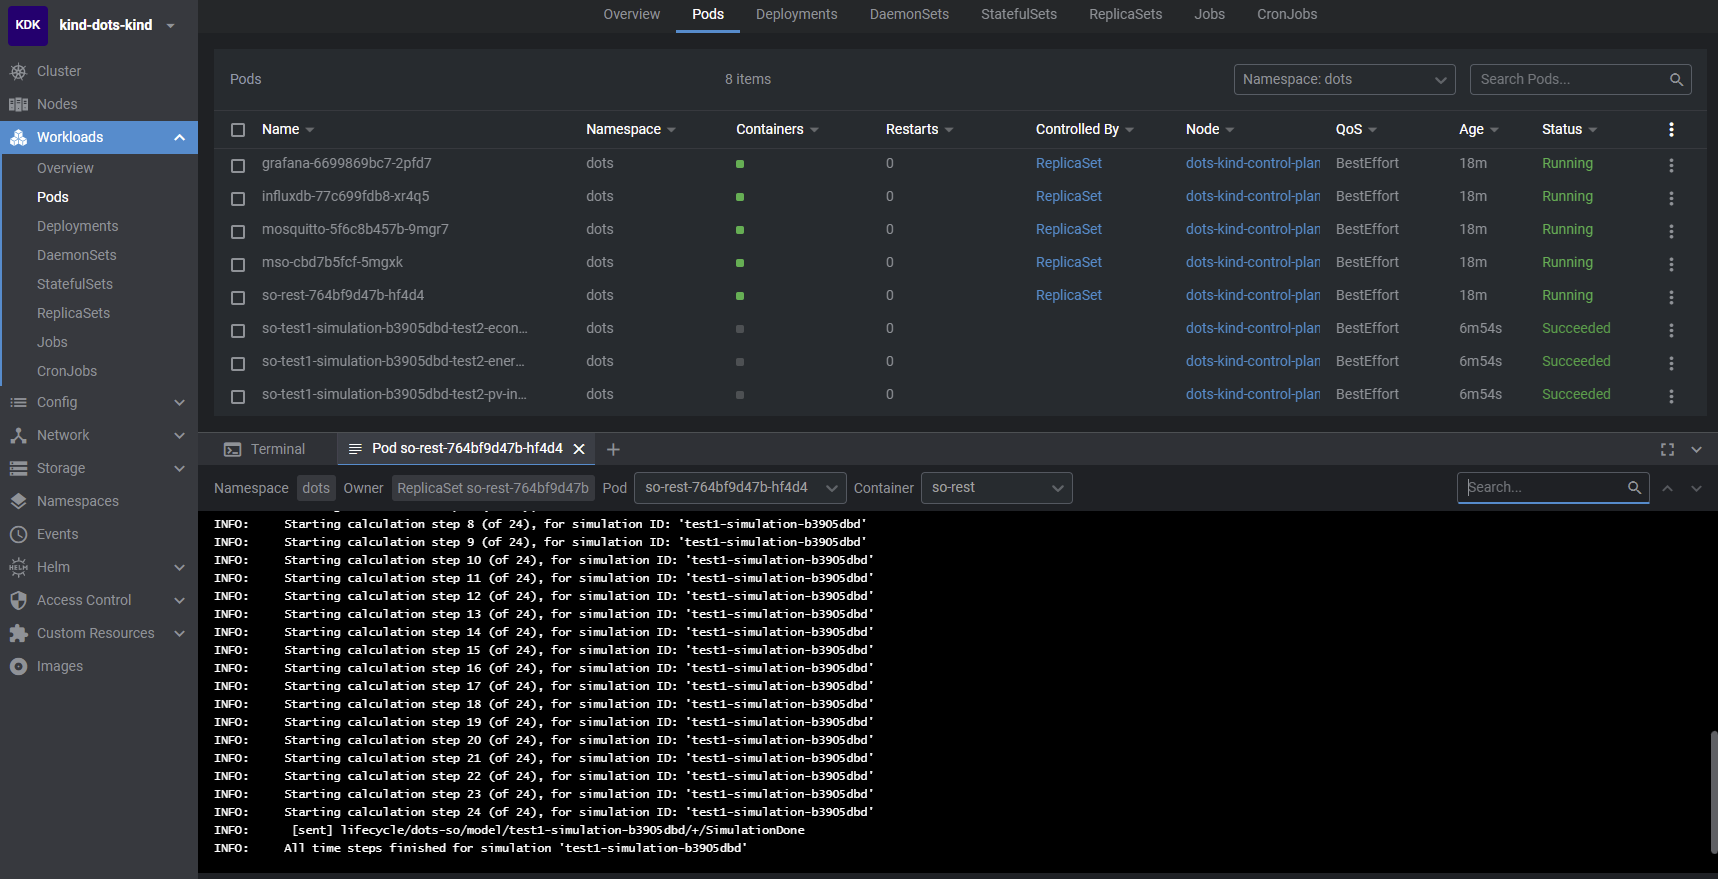 KDK kind-dots-kind
Cluster
Nodes
Workloads
Overview
Pods
Deployments
DaemonSets
StatefulSets
ReplicaSets
Jobs
CronJobs
Config
Network
Storage
Namespaces
Events
Helm
Access Control
Custom Resources
Images
Overview Pods Deployments DaemonSets StatefulSets ReplicaSets Jobs CronJobs
Pods 8 items Namespace: dots Search Pods...
Name Namespace Containers Restarts Controlled By Node QoS Age Status
grafana-6699869bc7-2pfd7 dots 0 ReplicaSet dots-kind-control-plan BestEffort 18m Running
influxdb-77c699fdb8-xr4q5 dots 0 ReplicaSet dots-kind-control-plan BestEffort 18m Running
mosquitto-5f6c8b457b-9mgr7 dots 0 ReplicaSet dots-kind-control-plan BestEffort 18m Running
mso-cbd7b5fcf-5mgxk dots 0 ReplicaSet dots-kind-control-plan BestEffort 18m Running
so-rest-764bf9d47b-hf4d4 dots 0 ReplicaSet dots-kind-control-plan BestEffort 18m Running
so-test1-simulation-b3905dbd-test2-econ... dots 0 dots-kind-control-plan BestEffort 6m54s Succeeded
so-test1-simulation-b3905dbd-test2-ener... dots 0 dots-kind-control-plan BestEffort 6m54s Succeeded
so-test1-simulation-b3905dbd-test2-pv-in... dots 0 dots-kind-control-plan BestEffort 6m54s Succeeded
Terminal Pod so-rest-764bf9d47b-hf4d4
Namespace dots Owner ReplicaSet so-rest-764bf9d47b Pod so-rest-764bf9d47b-hf4d4 Container so-rest Search...
INFO: Starting calculation step 8 (of 24), for simulation ID: 'test1-simulation-b3905dbd'
INFO: Starting calculation step 9 (of 24), for simulation ID: 'test1-simulation-b3905dbd'
INFO: Starting calculation step 10 (of 24), for simulation ID: 'test1-simulation-b3905dbd'
INFO: Starting calculation step 11 (of 24), for simulation ID: 'test1-simulation-b3905dbd'
INFO: Starting calculation step 12 (of 24), for simulation ID: 'test1-simulation-b3905dbd'
INFO: Starting calculation step 13 (of 24), for simulation ID: 'test1-simulation-b3905dbd'
INFO: Starting calculation step 14 (of 24), for simulation ID: 'test1-simulation-b3905dbd'
INFO: Starting calculation step 15 (of 24), for simulation ID: 'test1-simulation-b3905dbd'
INFO: Starting calculation step 16 (of 24), for simulation ID: 'test1-simulation-b3905dbd'
INFO: Starting calculation step 17 (of 24), for simulation ID: 'test1-simulation-b3905dbd'
INFO: Starting calculation step 18 (of 24), for simulation ID: 'test1-simulation-b3905dbd'
INFO: Starting calculation step 19 (of 24), for simulation ID: 'test1-simulation-b3905dbd'
INFO: Starting calculation step 20 (of 24), for simulation ID: 'test1-simulation-b3905dbd'
INFO: Starting calculation step 21 (of 24), for simulation ID: 'test1-simulation-b3905dbd'
INFO: Starting calculation step 22 (of 24), for simulation ID: 'test1-simulation-b3905dbd'
INFO: Starting calculation step 23 (of 24), for simulation ID: 'test1-simulation-b3905dbd'
INFO: Starting calculation step 24 (of 24), for simulation ID: 'test1-simulation-b3905dbd'
INFO: [sent] lifecycle/dots-so/model/test1-simulation-b3905dbd/+/SimulationDone
INFO: All time steps finished for simulation 'test1-simulation-b3905dbd'